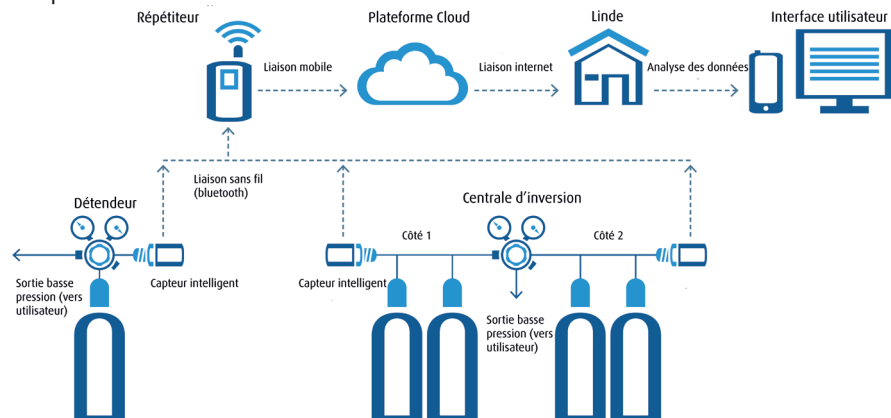 Répétiteur
Plateforme Cloud
Linde
Interface utilisateur
Liaison mobile
Liaison internet
Analyse des données
Liaison sans fil
(bluetooth)
Détendeur
Centrale d'inversion
Côté 1
Côté 2
Sortie basse
pression (vers
utilisateur)
Capteur intelligent
Capteur intelligent
Sortie basse
pression (vers
utilisateur)